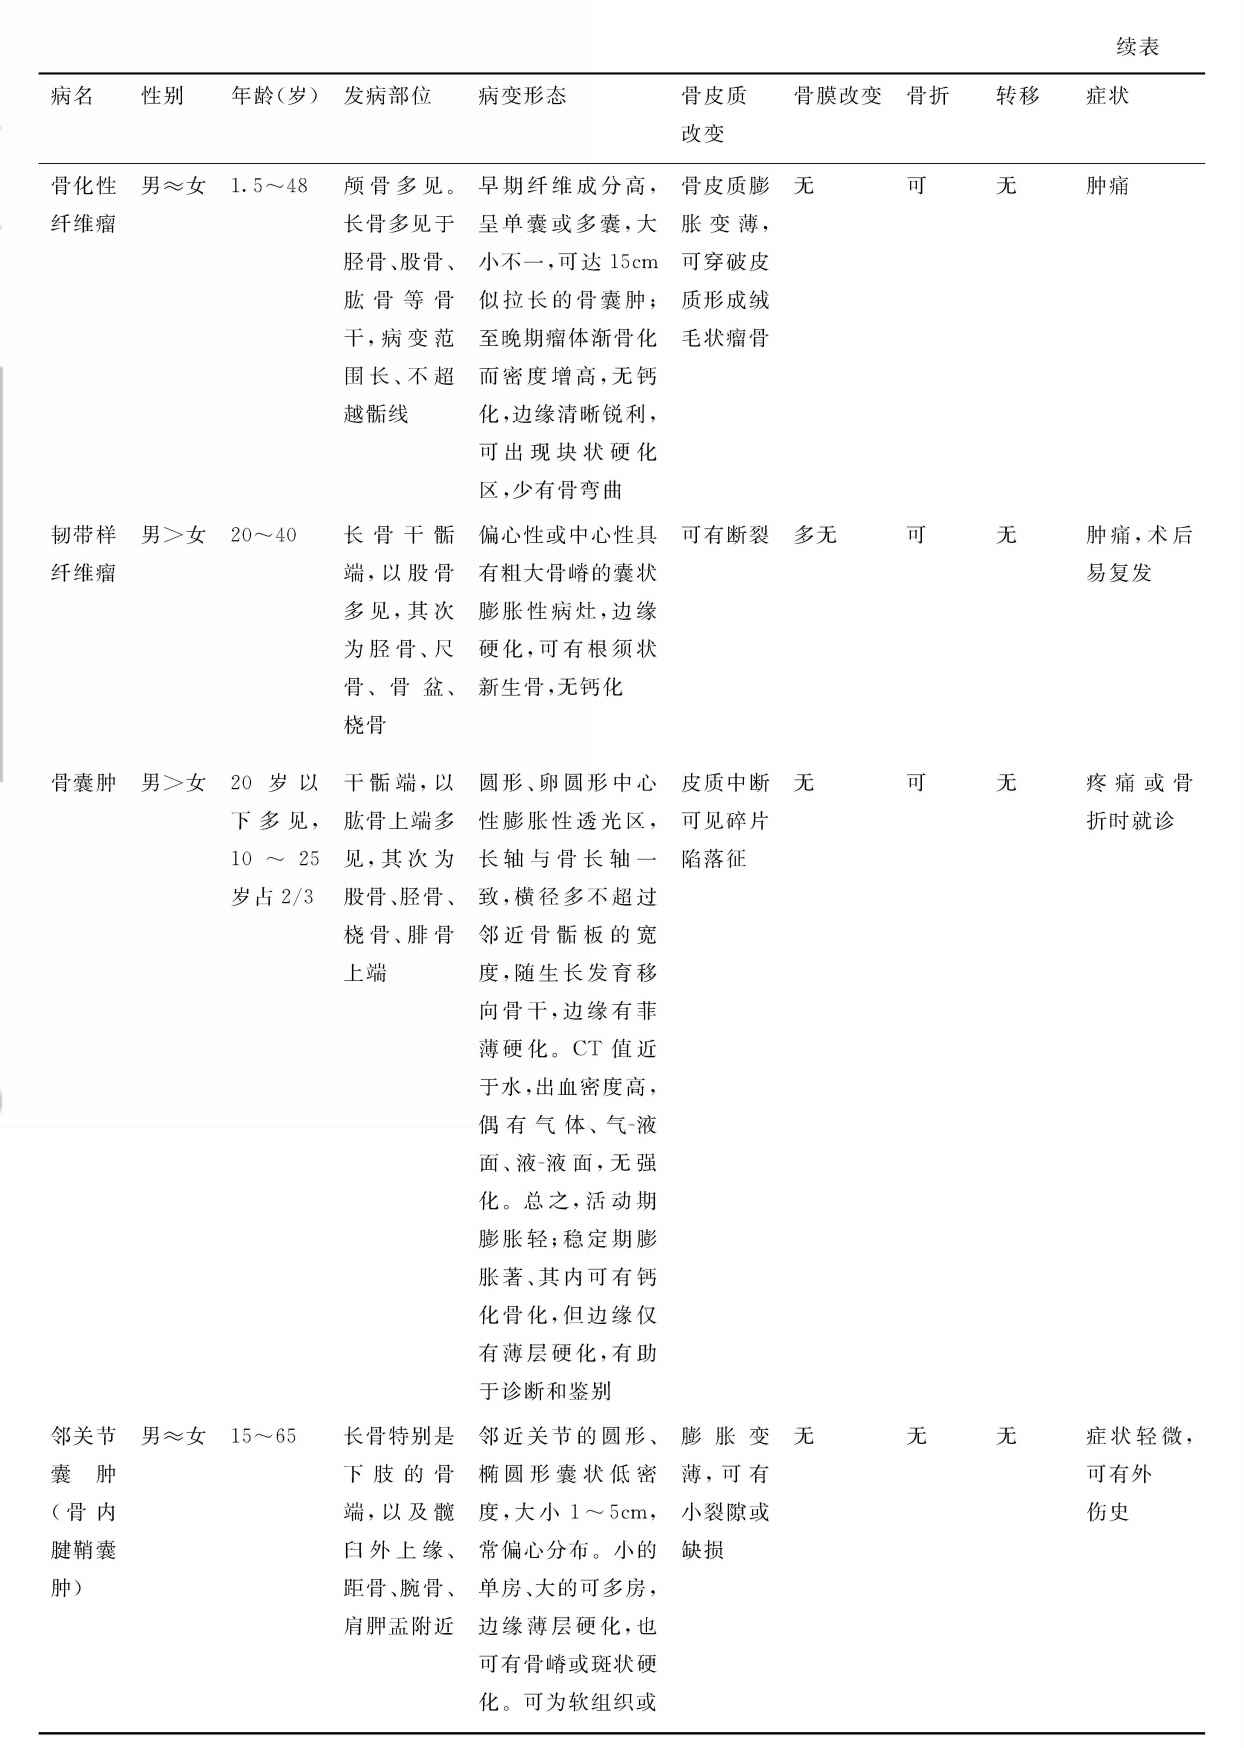 续表
病名 性别 年龄(岁) 发病部位 病变形态 骨皮质 骨膜改变 骨折 转移 症状
改变
骨化性 男≈女 1.5～48 颅骨多见。 早期纤维成分高, 骨皮质膨 无 可 无 肿痛
纤维瘤 长骨多见于 呈单囊或多囊,大 胀变薄,
胫骨、股骨、 小不一,可达15cm 可穿破皮
肱骨等骨 似拉长的骨囊肿; 质形成绒
干,病变范 至晚期瘤体渐骨化 毛状瘤骨
围长、不超 而密度增高,无钙
越骺线 化,边缘清晰锐利,
可出现块状硬化
区,少有骨弯曲
韧带样 男＞女 20～40 长骨干骺 偏心性或中心性具 可有断裂 多无 可 无 肿痛,术后
纤维瘤 端,以股骨 有粗大骨嵴的囊状 易复发
多见,其次 膨胀性病灶,边缘
为胫骨、尺 硬化,可有根须状
骨、骨盆、 新生骨,无钙化
桡骨
骨囊肿 男＞女 20岁以 干骺端,以 圆形、卵圆形中心 皮质中断 无 可 无 疼痛或骨
下多见, 肱骨上端多 性膨胀性透光区, 可见碎片 折时就诊
10～25 见,其次为 长轴与骨长轴一 陷落征
岁占2/3 股骨、胫骨、 致,横径多不超过
桡骨、腓骨 邻近骨骺板的宽
上端 度,随生长发育移
向骨干,边缘有菲
薄硬化。CT值近
于水,出血密度高,
偶有气体、气-液
面、液-液面,无强
化。总之,活动期
膨胀轻;稳定期膨
胀著、其内可有钙
化骨化,但边缘仅
有薄层硬化,有助
于诊断和鉴别
邻关节 男≈女 15～65 长骨特别是 邻近关节的圆形、 膨胀变 无 无 无 症状轻微,
囊肿 下肢的骨 椭圆形囊状低密 薄,可有 可有外
(骨内 端,以及髋 度,大小1～5cm, 小裂隙或 伤史
腱鞘囊 臼外上缘、 常偏心分布。小的 缺损
肿) 距骨、腕骨、 单房、大的可多房,
肩胛盂附近 边缘薄层硬化,也
可有骨嵴或斑状硬
化。可为软组织或